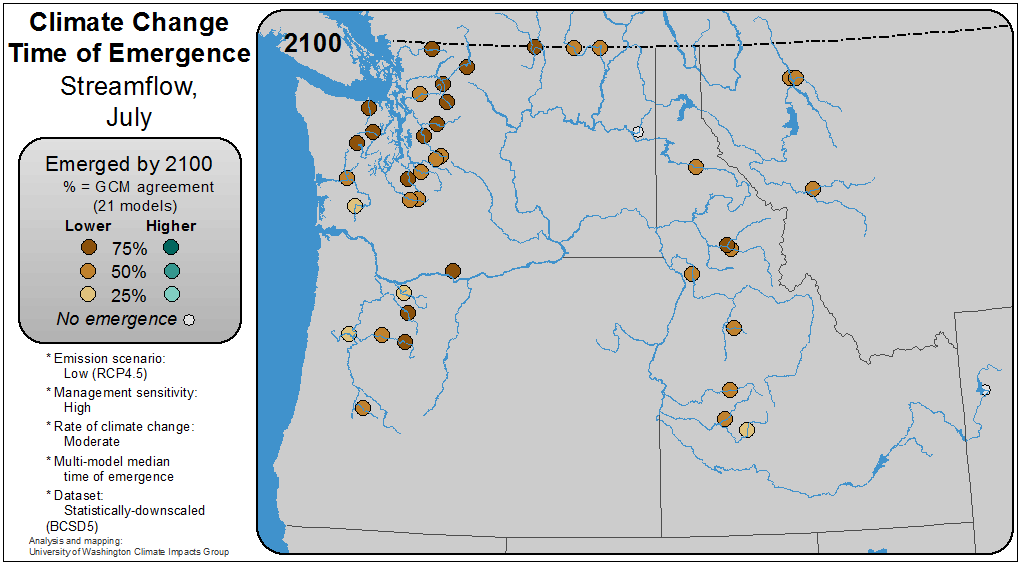 Climate Change
Time of Emergence
Streamflow,
July
2100
Emerged by 2100
% = GCM agreement
(21 models)
Lower Higher
75%
50%
25%
No emergence
* Emission scenario:
Low (RCP4.5)
* Management sensitivity:
High
* Rate of climate change:
Moderate
* Multi-model median
time of emergence
* Dataset:
Statistically-downscaled
(BCSD5)
Analysis and mapping:
University of Washington Climate Impacts Group